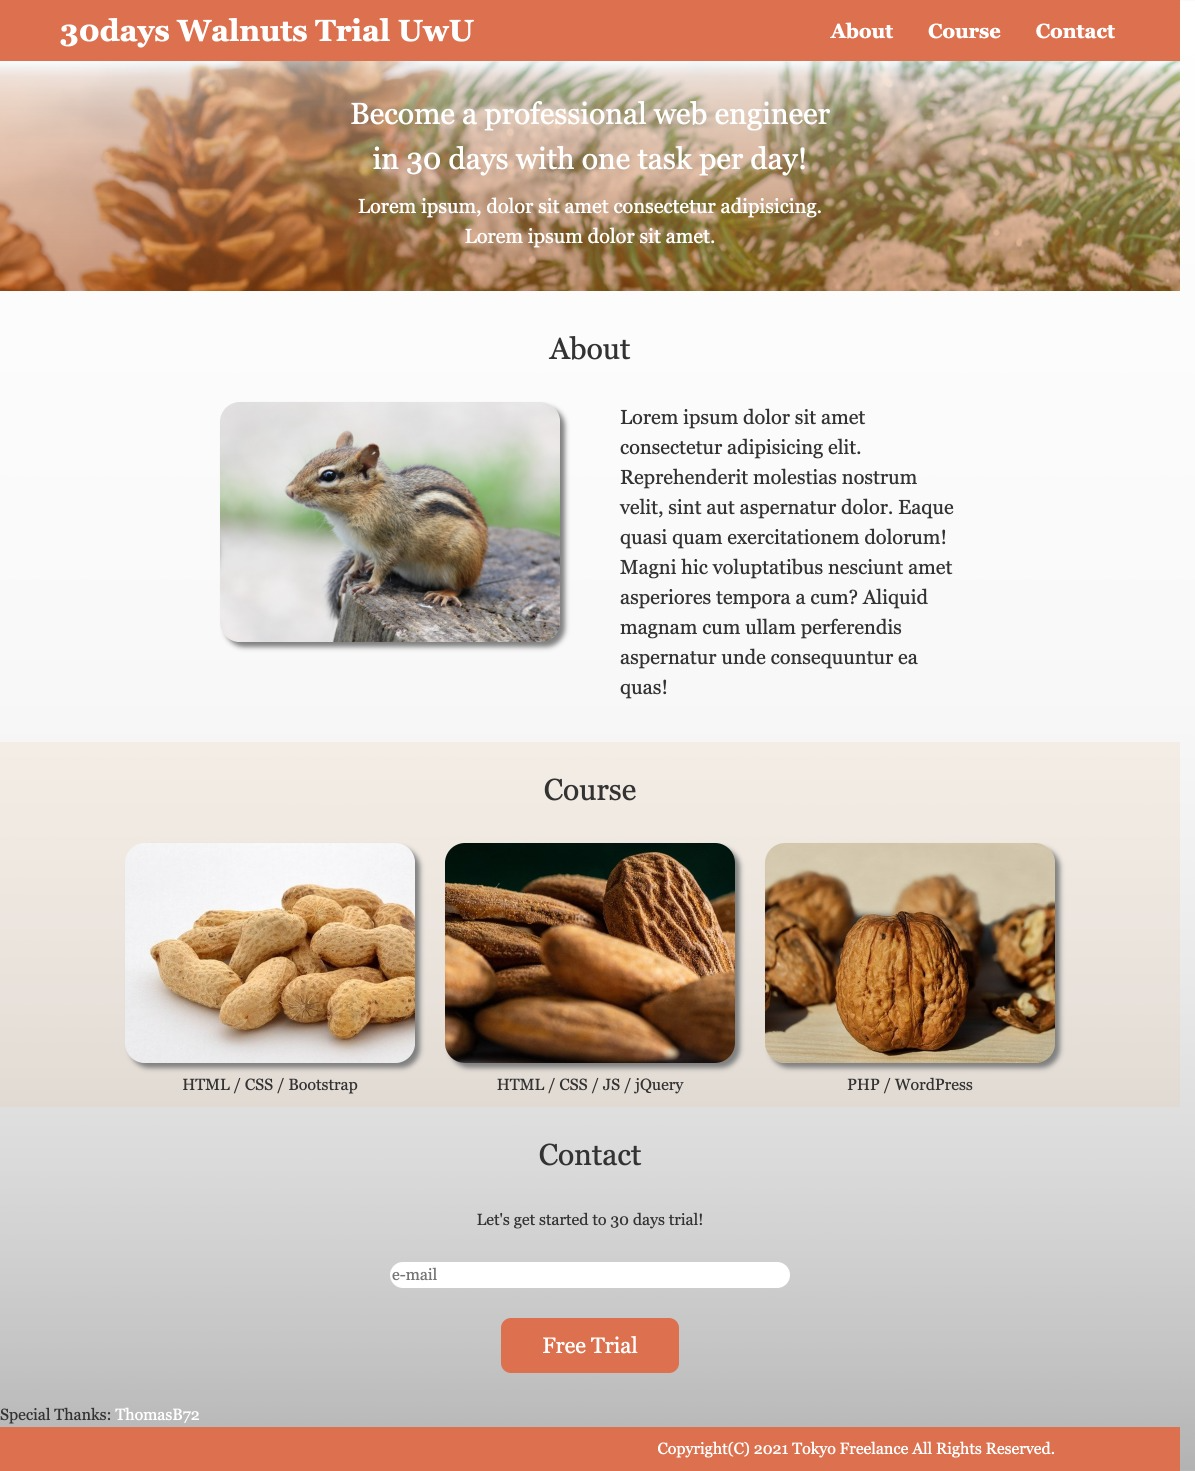 30days Walnuts Trial UwU
About
Course
Contact
Become a professional web engineer
in 30 days with one task per day!
Lorem ipsum, dolor sit amet consectetur adipisicing.
Lorem ipsum dolor sit amet.
About
Lorem ipsum dolor sit amet
consectetur adipisicing elit.
Reprehenderit molestias nostrum
velit, sint aut aspernatur dolor. Eaque
quasi quam exercitationem dolorum!
Magni hic voluptatibus nesciunt amet
asperiores tempora a cum? Aliquid
magnam cum ullam perferendis
aspernatur unde consequuntur ea
quas!
Course
HTML / CSS / Bootstrap
HTML / CSS / JS / jQuery
PHP / WordPress
Contact
Let's get started to 30 days trial!
e-mail
Free Trial
Special Thanks: ThomasB72
Copyright(C) 2021 Tokyo Freelance All Rights Reserved.